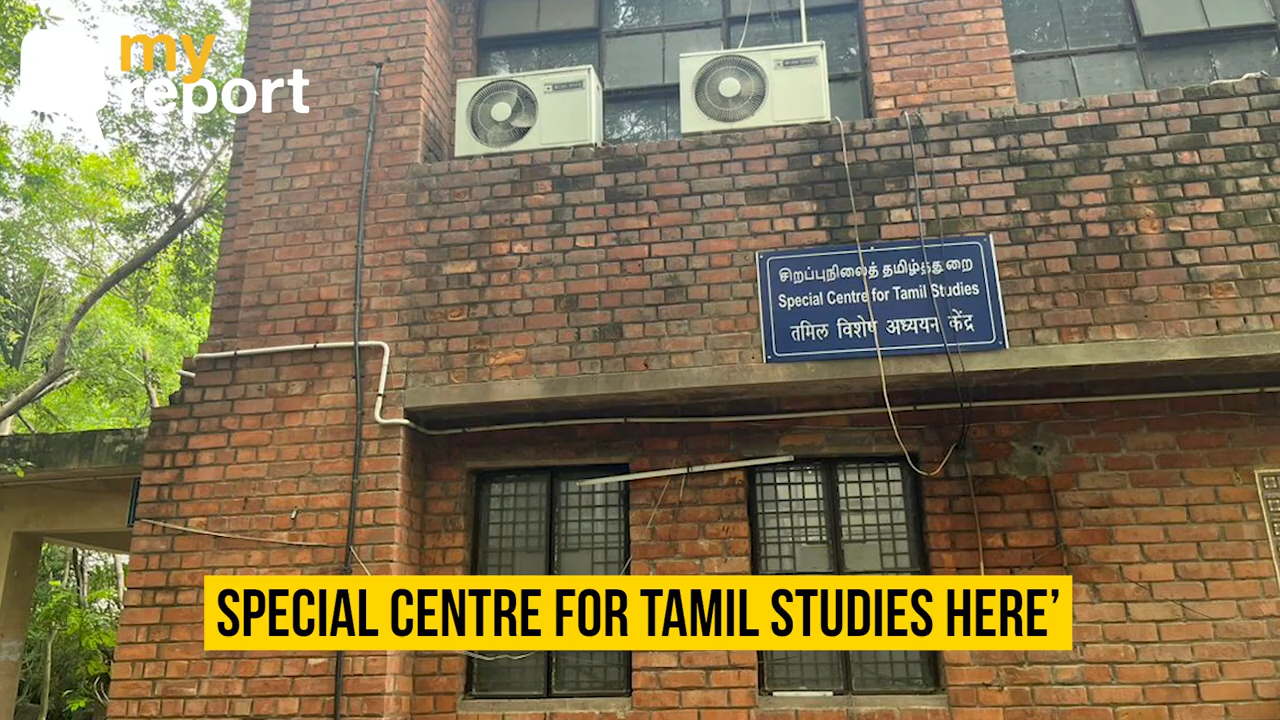 my
report
சிறப்புநிலைத் தமிழ்த்துறை
Special Centre for Tamil Studies
तमिल विशेष अध्ययन केंद्र
SPECIAL CENTRE FOR TAMIL STUDIES HERE’